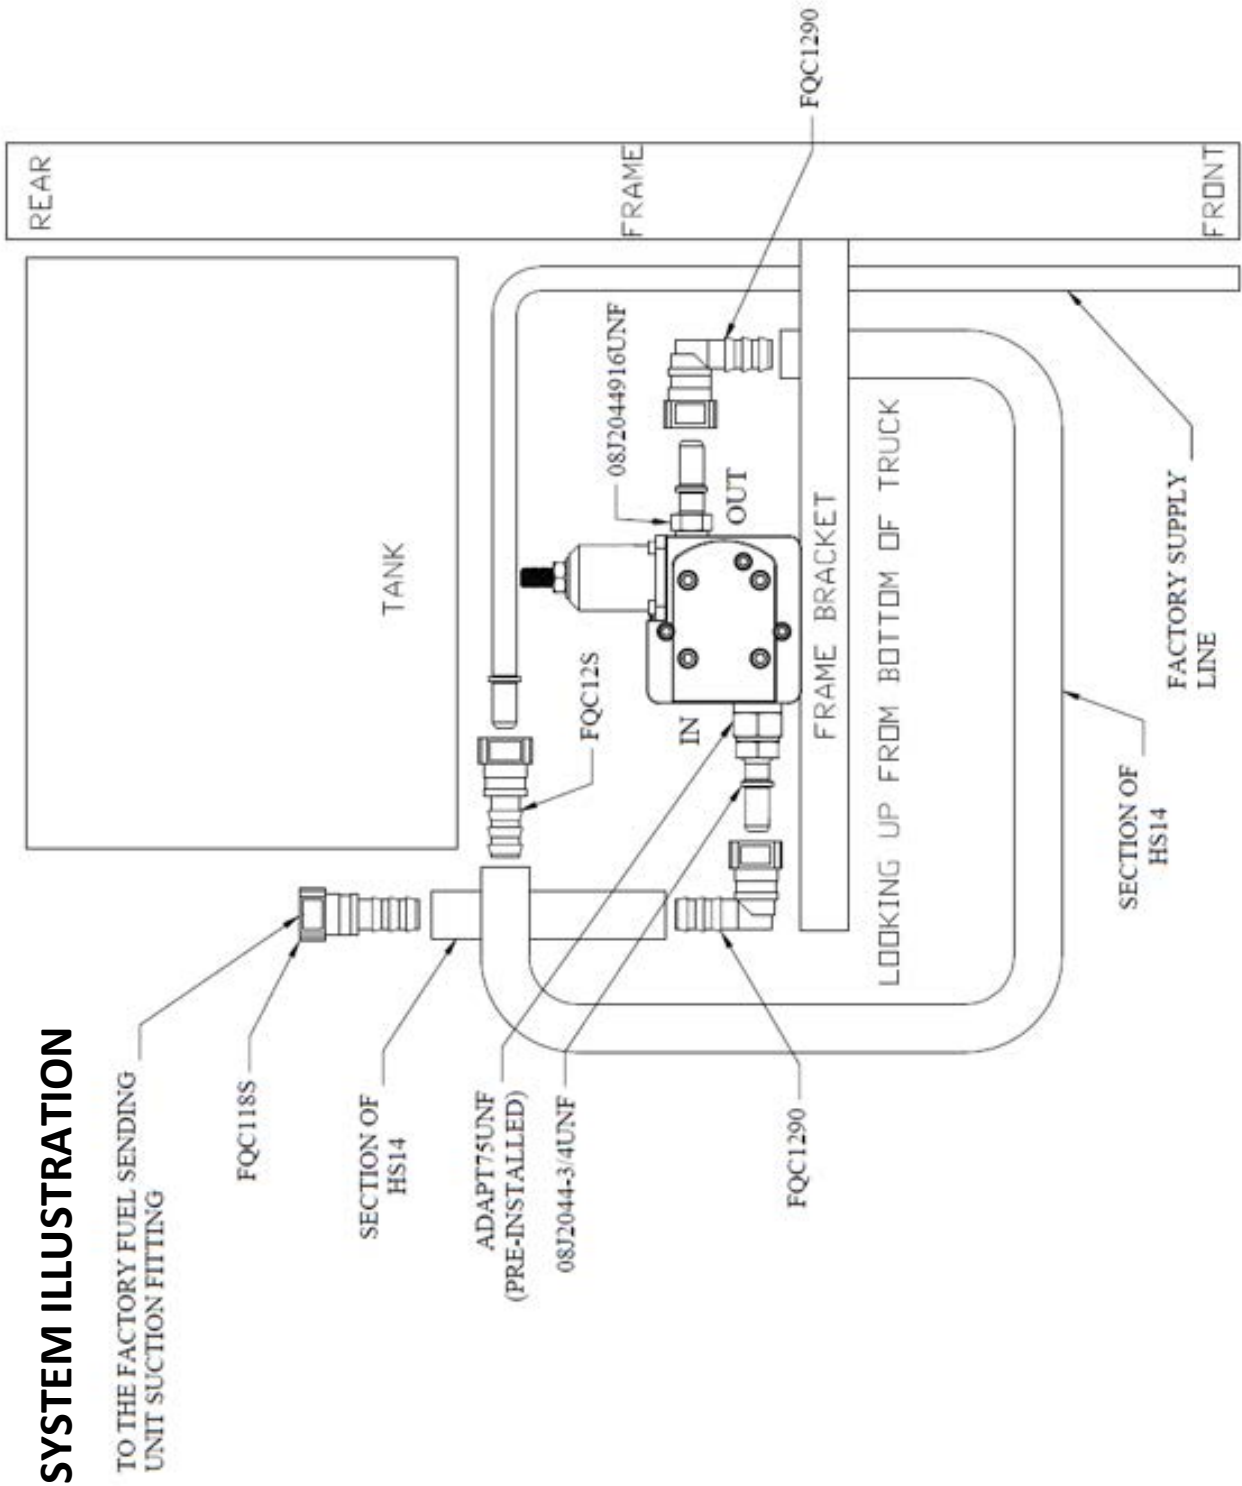 SYSTEM ILLUSTRATION
TO THE FACTORY FUEL SENDING
UNIT SUCTION FITTING
FQC118S
SECTION OF
HS14
ADAPT75UNF
(PRE-INSTALLED)
08J2044-3/4UNF
FQC1290
TANK
FQC12S
IN
OUT
08J2044916UNF
FRAME BRACKET
LOOKING UP FROM BOTTOM OF TRUCK
SECTION OF
HS14
FACTORY SUPPLY
LINE
REAR
FRAME
FRONT
FQC1290